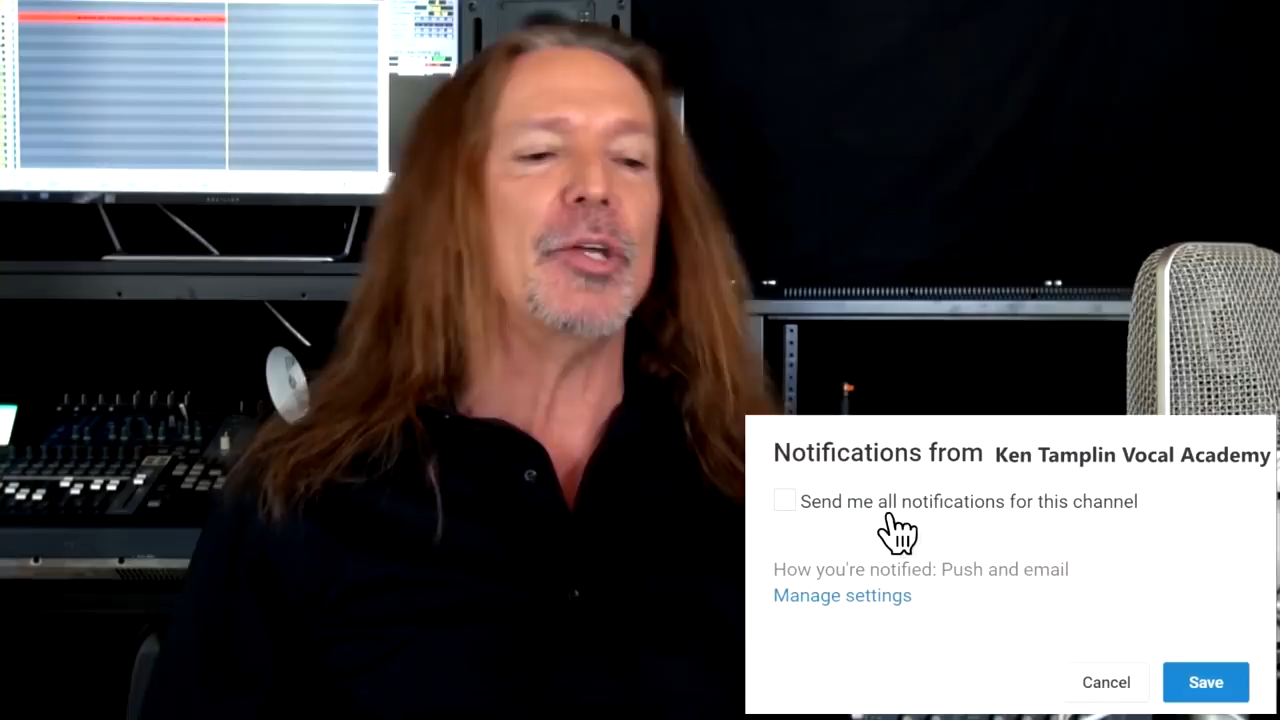 Notifications from Ken Tamplin Vocal Academy
Send me all notifications for this channel
How you're notified: Push and email
Manage settings
Cancel
Save